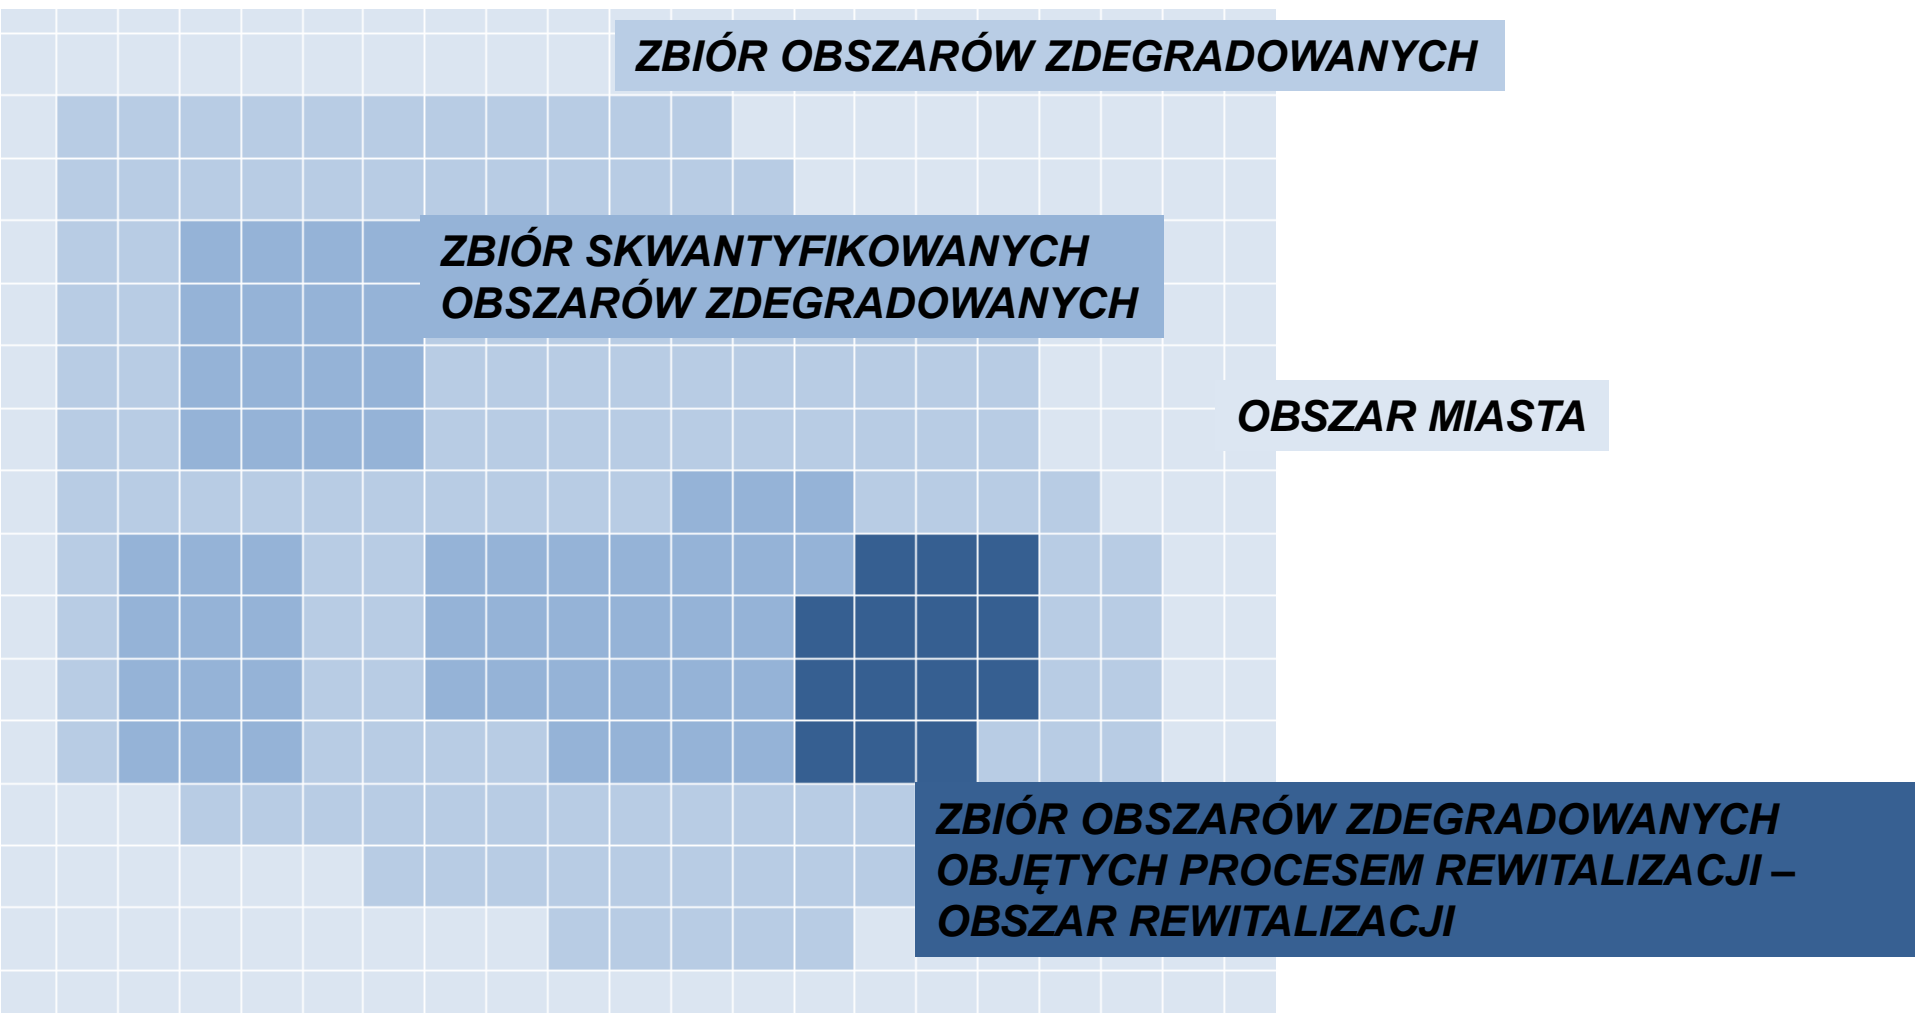 ZBIÓR OBSZARÓW ZDEGRADOWANYCH
ZBIÓR SKWANTYFIKOWANYCH
OBSZARÓW ZDEGRADOWANYCH
OBSZAR MIASTA
ZBIÓR OBSZARÓW ZDEGRADOWANYCH
OBJĘTYCH PROCESEM REWITALIZACJI –
OBSZAR REWITALIZACJI